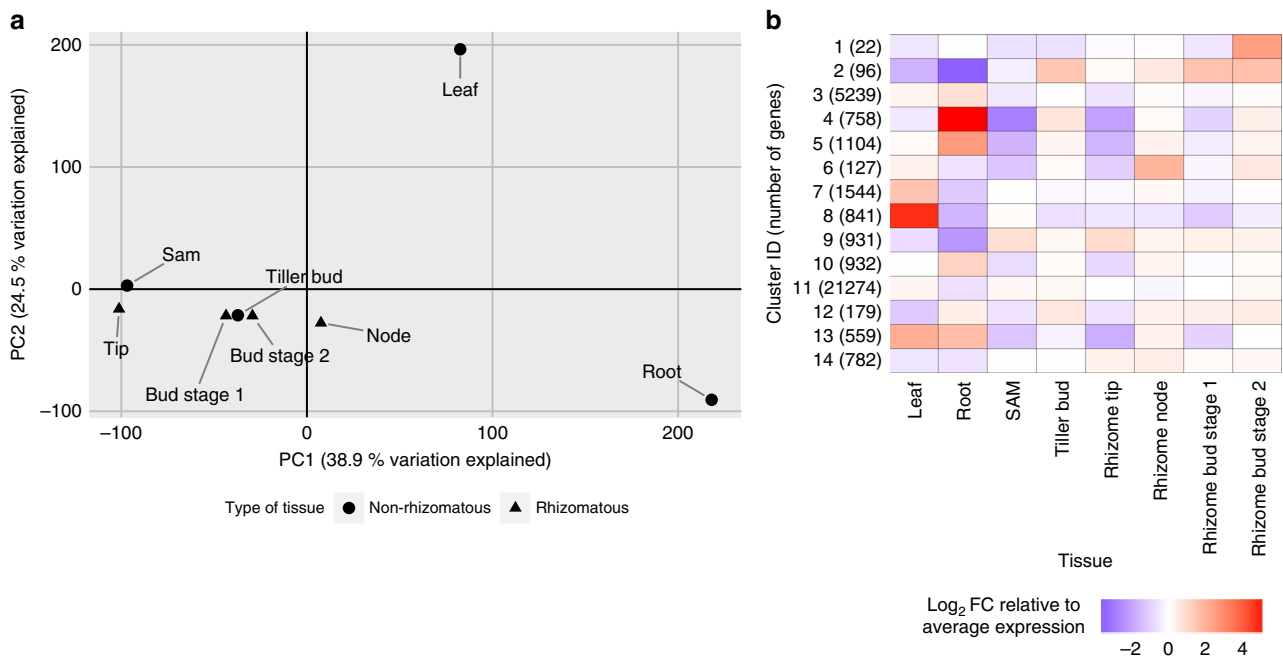 a
200
100
0
−100
PC2 (24.5 % variation explained)
Leaf
Sam
Tiller bud
Tip
Node
Bud stage 2
Bud stage 1
Root
−100
0
100
200
PC1 (38.9 % variation explained)
Type of tissue
Non-rhizomatous
Rhizomatous
b
Cluster ID (number of genes)
1 (22)
2 (96)
3 (5239)
4 (758)
5 (1104)
6 (127)
7 (1544)
8 (841)
9 (931)
10 (932)
11 (21274)
12 (179)
13 (559)
14 (782)
Leaf
Root
SAM
Tiller bud
Rhizome tip
Rhizome node
Rhizome bud stage 1
Rhizome bud stage 2
Tissue
Log₂ FC relative to
average expression
−2
0
2
4